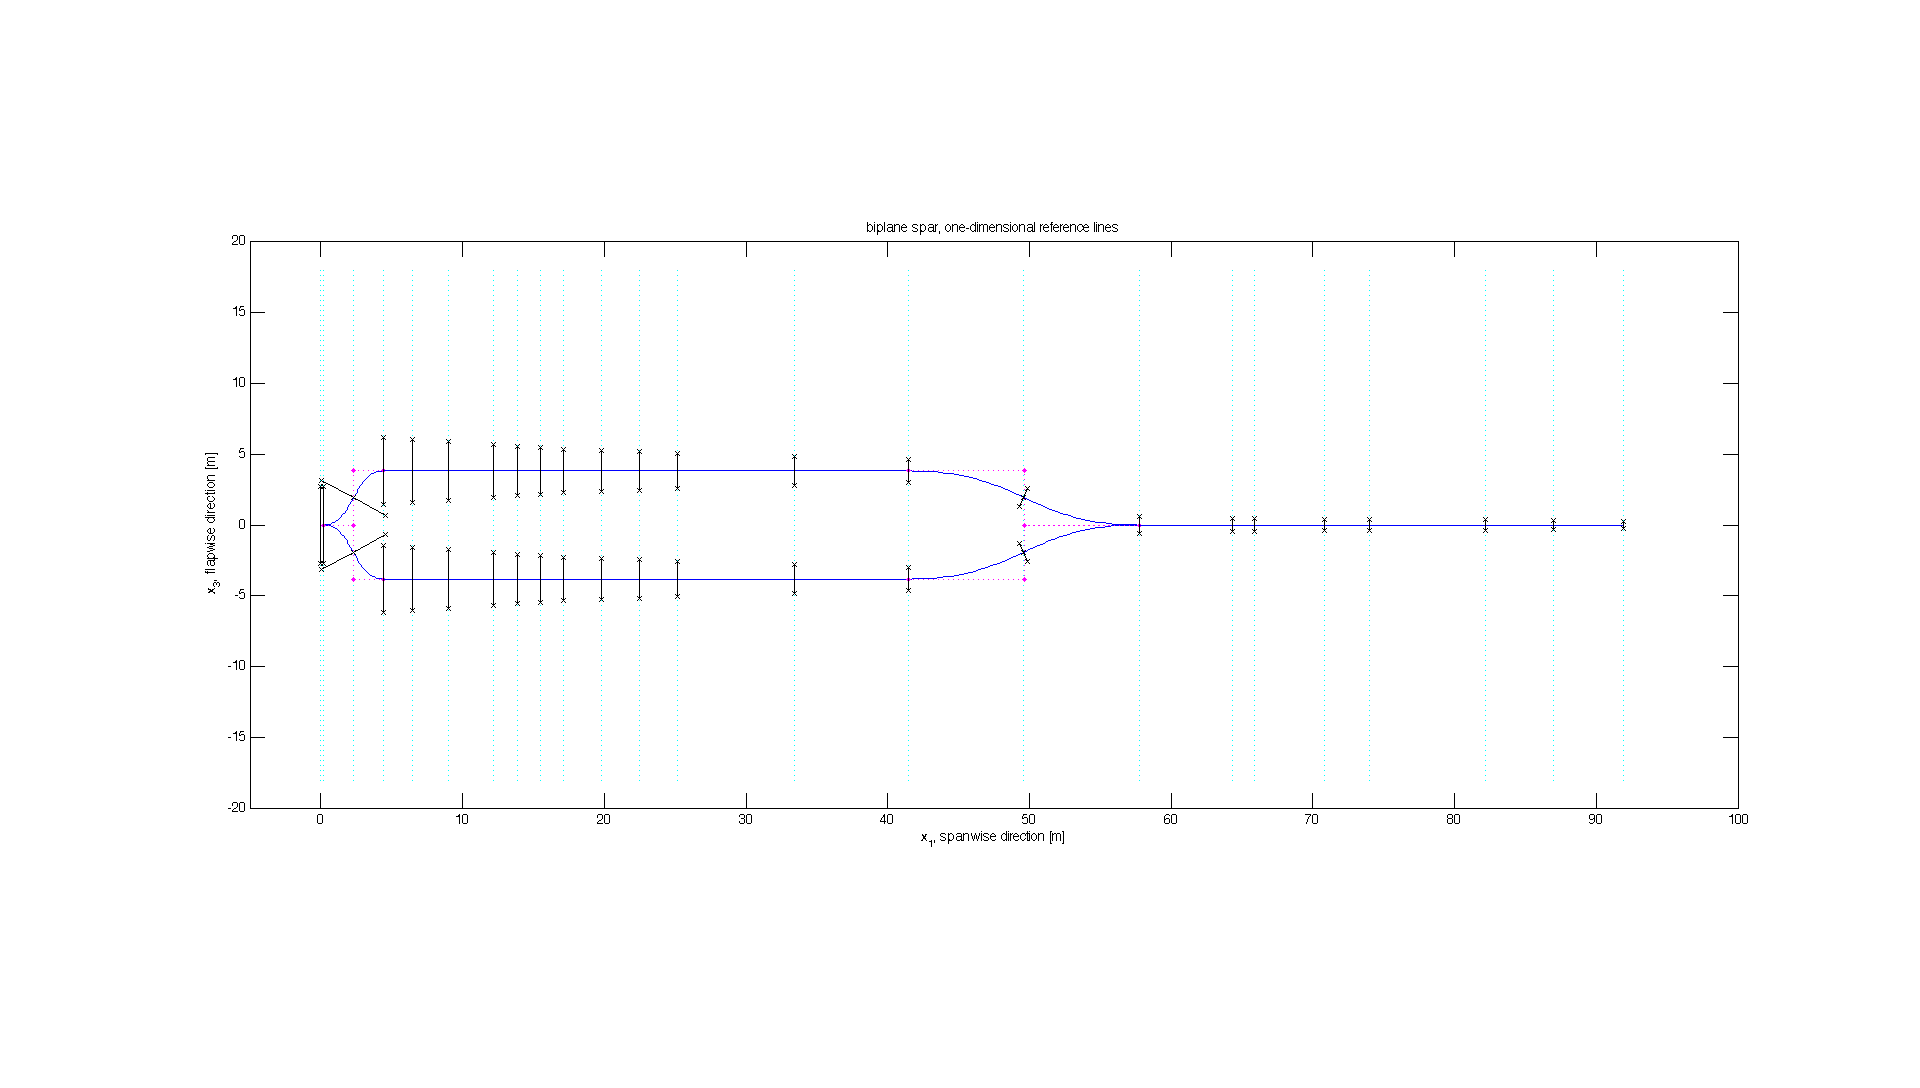 biplane spar, one-dimensional reference lines
20
15
10
5
0
-5
-10
-15
-20
x3, flapwise direction [m]
0 10 20 30 40 50 60 70 80 90 100
x1, spanwise direction [m]